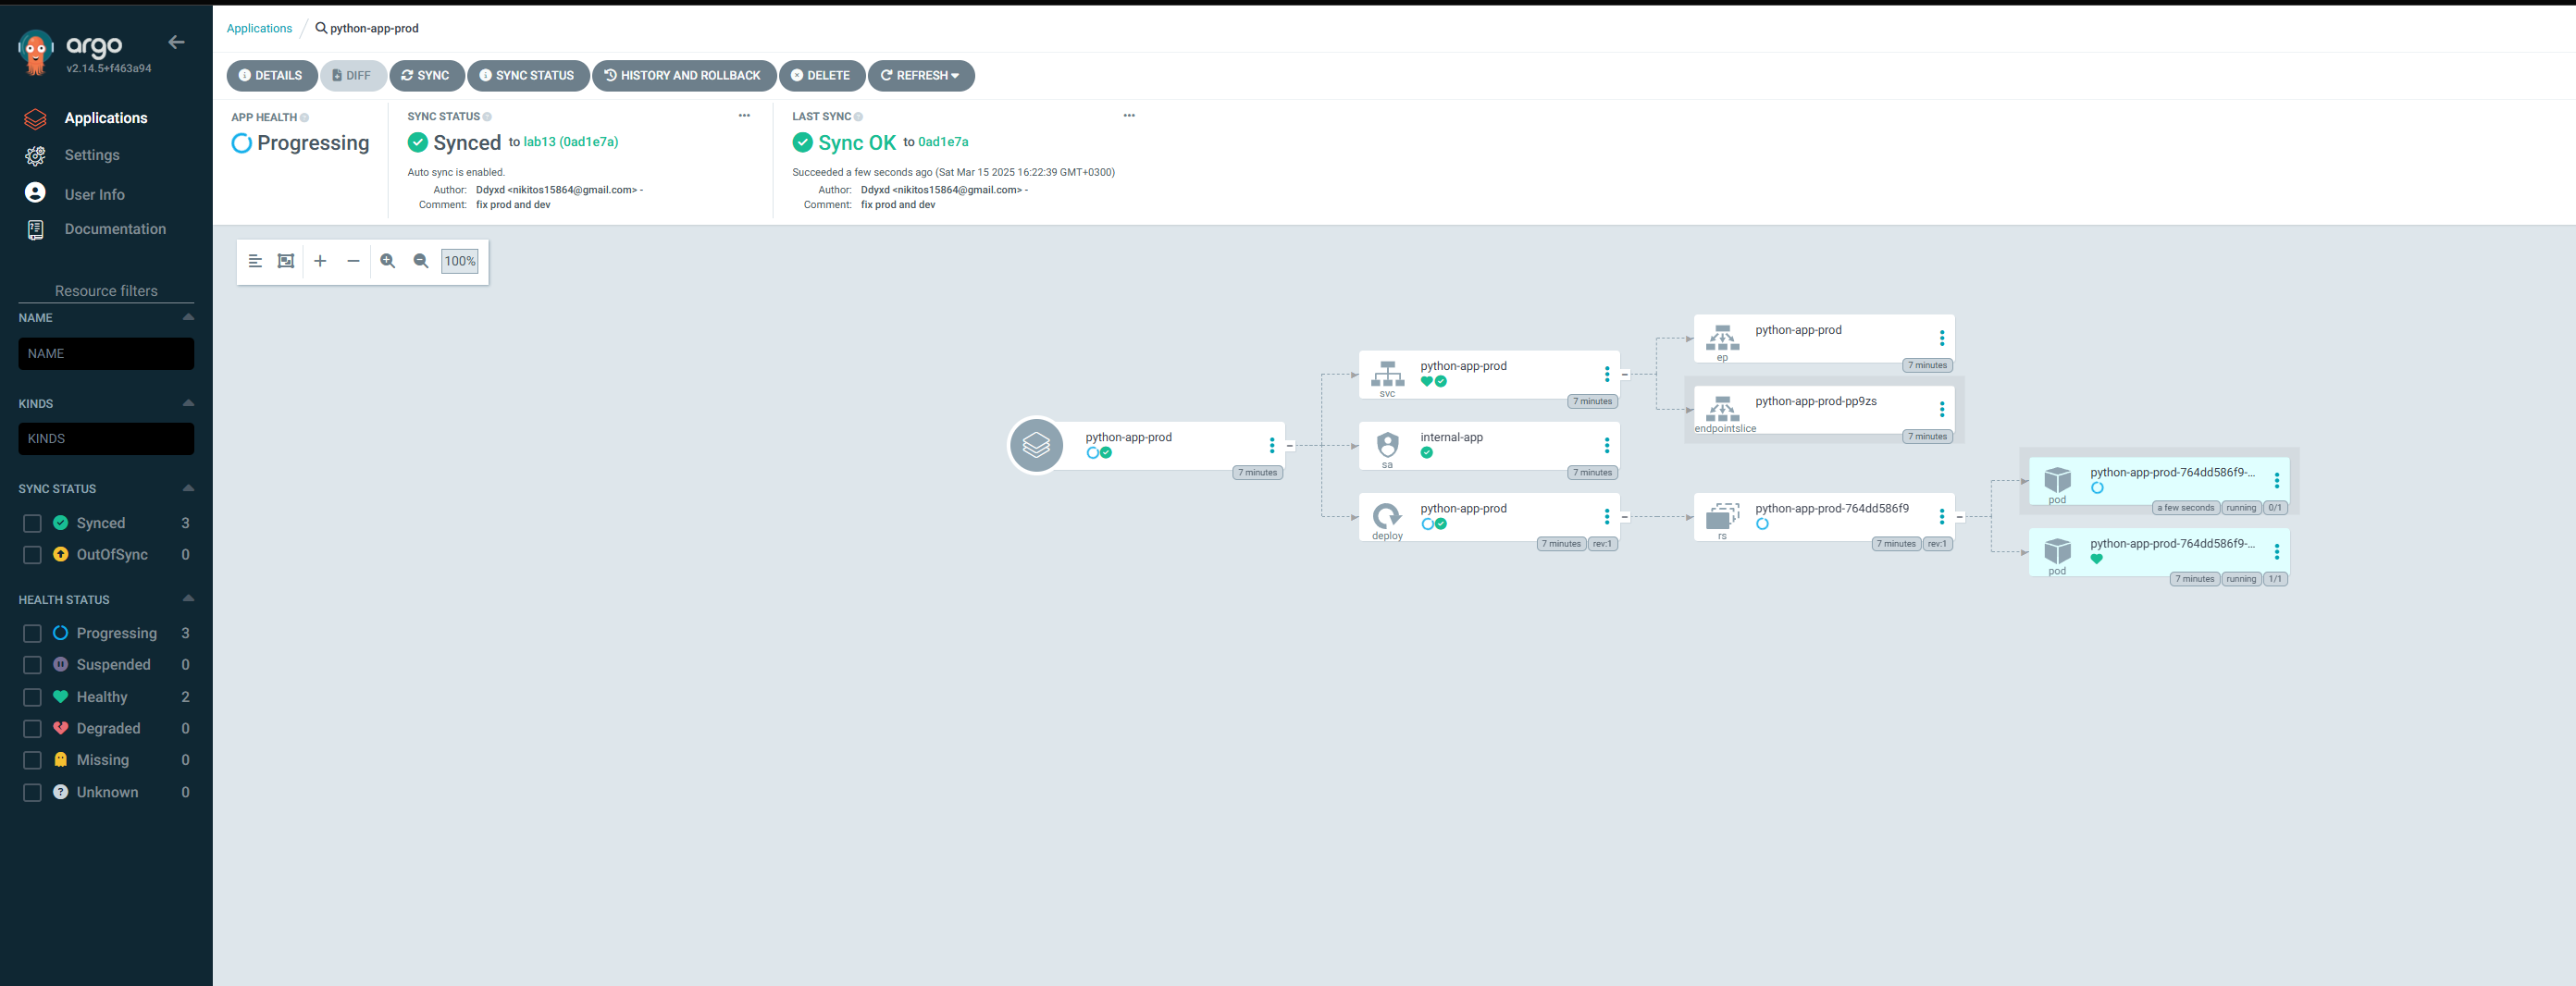 argo
v2.14.5+f463a94
Applications
Settings
User Info
Documentation
Resource filters
NAME
NAME
KINDS
KINDS
SYNC STATUS
Synced 3
OutOfSync 0
HEALTH STATUS
Progressing 3
Suspended 0
Healthy 2
Degraded 0
Missing 0
Unknown 0
Applications / python-app-prod
DETAILS DIFF SYNC SYNC STATUS HISTORY AND ROLLBACK DELETE REFRESH
APP HEALTH
Progressing
SYNC STATUS
Synced to lab13 (0ad1e7a)
Auto sync is enabled.
Author: Ddyxd <nikitos15864@gmail.com> -
Comment: fix prod and dev
LAST SYNC
Sync OK to 0ad1e7a
Succeeded a few seconds ago (Sat Mar 15 2025 16:22:39 GMT+0300)
Author: Ddyxd <nikitos15864@gmail.com> -
Comment: fix prod and dev
100%
python-app-prod
7 minutes
python-app-prod
svc
7 minutes
internal-app
sa
7 minutes
python-app-prod
deploy
7 minutes rev:1
python-app-prod
ep
7 minutes
python-app-prod-pp9zs
endpointslice
7 minutes
python-app-prod-764dd586f9
rs
7 minutes rev:1
python-app-prod-764dd586f9-...
pod
a few seconds running 0/1
python-app-prod-764dd586f9-...
pod
7 minutes running 1/1